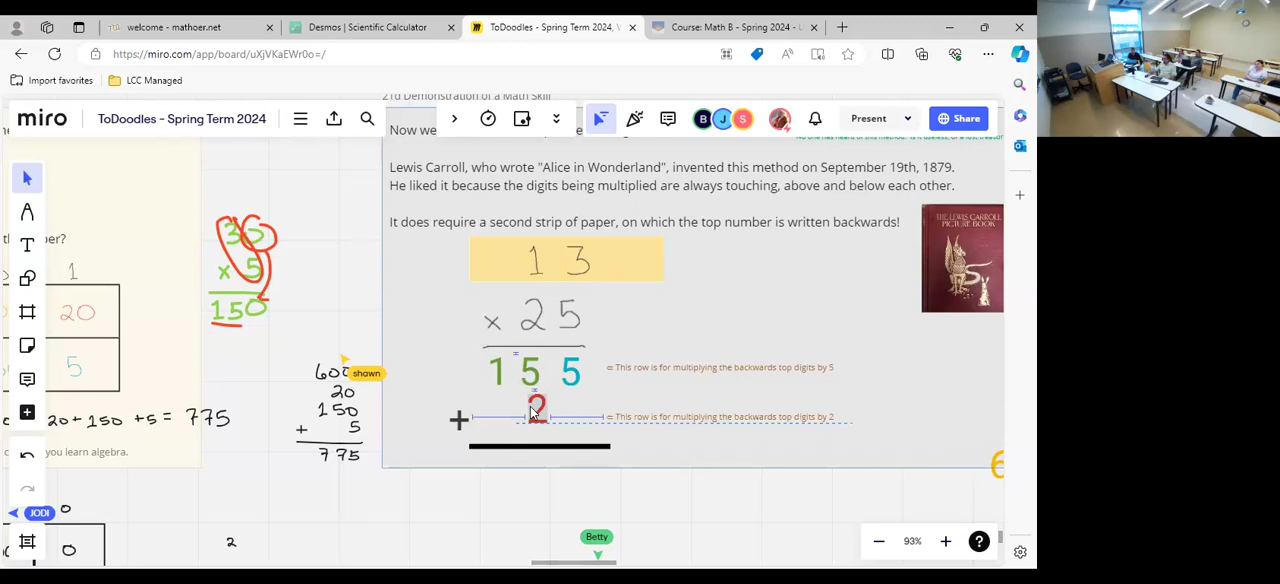 welcome - mathoer.net
Desmos | Scientific Calculator
ToDoodles - Spring Term 2024, V
Course: Math B - Spring 2024 -
https://miro.com/app/board/uXjVKaEWr0o=/
Import favorites
LCC Managed
21d Demonstration of a Math Skill
miro
ToDoodles - Spring Term 2024
B
J
S
Present
Share
Now we
Lewis Carroll, who wrote "Alice in Wonderland", invented this method on September 19th, 1879.
He liked it because the digits being multiplied are always touching, above and below each other.
It does require a second strip of paper, on which the top number is written backwards!
THE LEWIS CARROLL
PICTURE BOOK
1 3
× 25
1 5 5
= This row is for multiplying the backwards top digits by 5
2
= This row is for multiplying the backwards top digits by 2
+
30
x 5
150
1
20
5
600
20
150
+ 5
775
shawn
20 + 150 + 5 = 775
you learn algebra.
JODI
0
0
2
Betty
93%
?